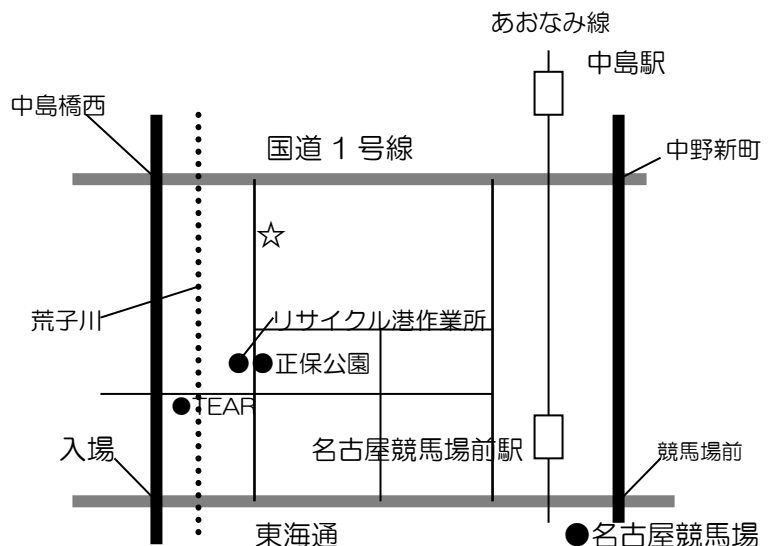 あおなみ線
中島駅
中島橋西
国道 1 号線
中野新町
☆
荒子川
リサイクル港作業所
正保公園
TEAR
入場
名古屋競馬場前駅
競馬場前
東海通
●名古屋競馬場